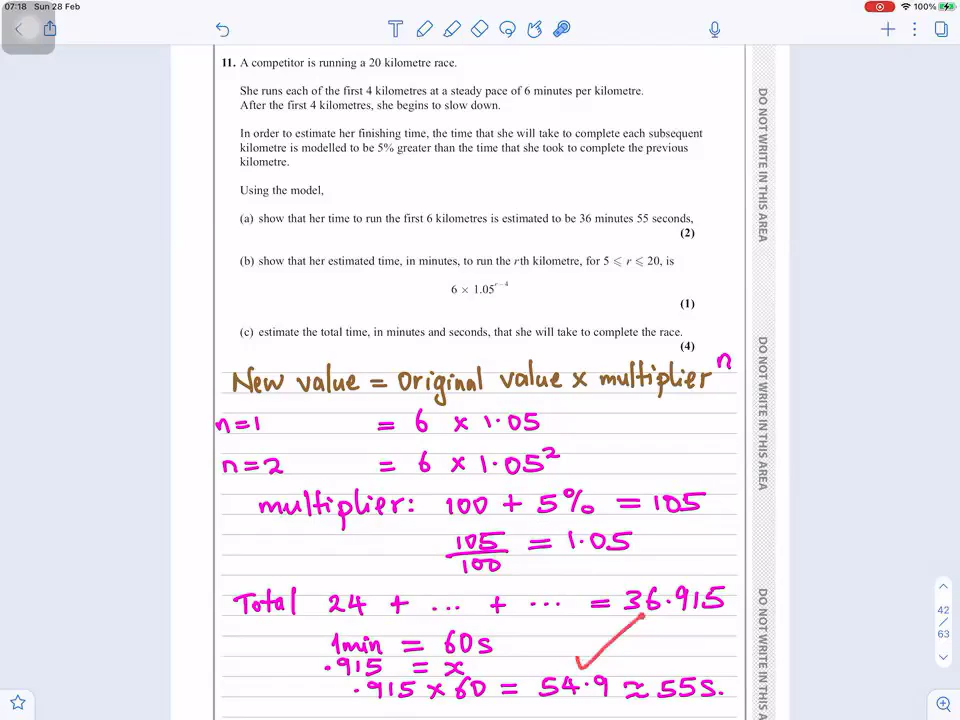 07:18 Sun 28 Feb
100%
T
11. A competitor is running a 20 kilometre race.
She runs each of the first 4 kilometres at a steady pace of 6 minutes per kilometre.
After the first 4 kilometres, she begins to slow down.
In order to estimate her finishing time, the time that she will take to complete each subsequent
kilometre is modelled to be 5% greater than the time that she took to complete the previous
kilometre.
Using the model,
(a) show that her time to run the first 6 kilometres is estimated to be 36 minutes 55 seconds,
(2)
(b) show that her estimated time, in minutes, to run the rth kilometre, for 5 ⩽ r ⩽ 20, is
6 × 1.05^{r−4}
(1)
(c) estimate the total time, in minutes and seconds, that she will take to complete the race.
(4)
New value = Original value × multiplier^n
n=1 = 6 × 1.05
n=2 = 6 × 1.05²
multiplier: 100 + 5% = 105
105/100 = 1.05
Total 24 + ... + ... = 36.915
1min = 60s
.915 = x
.915 × 60 = 54.9 ≈ 55s.
DO NOT WRITE IN THIS AREA
DO NOT WRITE IN THIS AREA
DO NOT WRITE IN THIS A
42
/
63